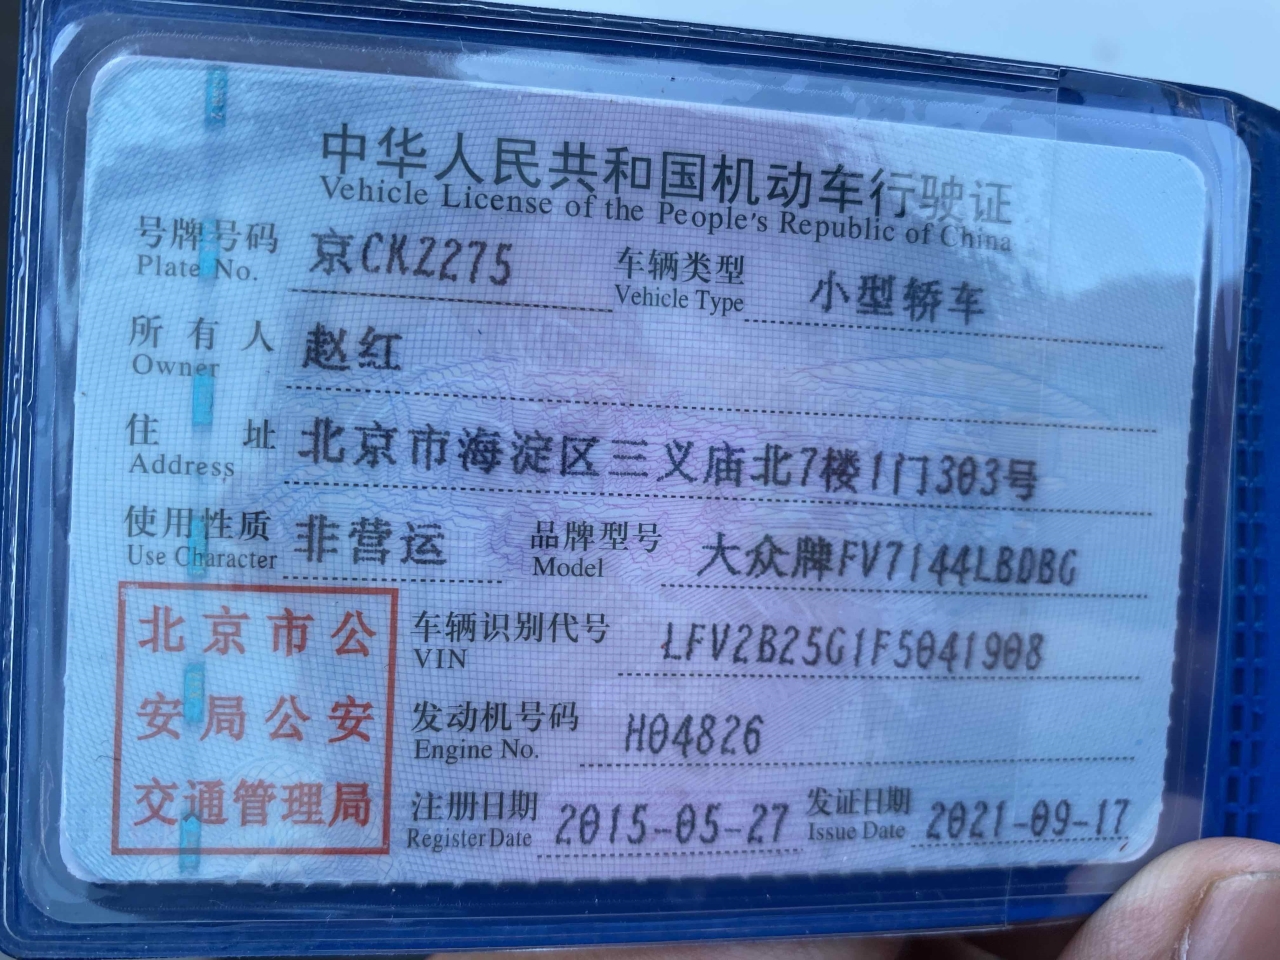 中华人民共和国机动车行驶证
Vehicle License of the People's Republic of China
号牌号码 京CK2275 车辆类型 小型轿车
Plate No. Vehicle Type
所有人 赵红
Owner
住址 北京市海淀区三义庙北7楼1门303号
Address
使用性质 非营运 品牌型号 大众牌FV7144LBDBG
Use Character Model
北京市公
安局公安
交通管理局
车辆识别代号 LFV2B25G1F5041908
VIN
发动机号码 H04826
Engine No.
注册日期 2015-05-27 发证日期 2021-09-17
Register Date Issue Date